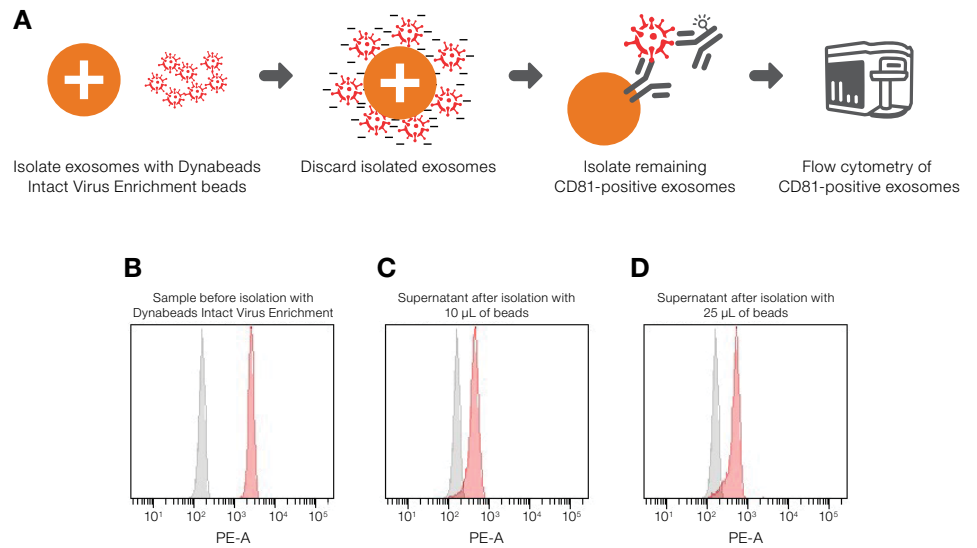 A
Isolate exosomes with Dynabeads
Intact Virus Enrichment beads
Discard isolated exosomes
Isolate remaining
CD81-positive exosomes
Flow cytometry of
CD81-positive exosomes
B
Sample before isolation with
Dynabeads Intact Virus Enrichment
10¹ 10² 10³ 10⁴ 10⁵
PE-A
C
Supernatant after isolation with
10 µL of beads
10¹ 10² 10³ 10⁴ 10⁵
PE-A
D
Supernatant after isolation with
25 µL of beads
10¹ 10² 10³ 10⁴ 10⁵
PE-A